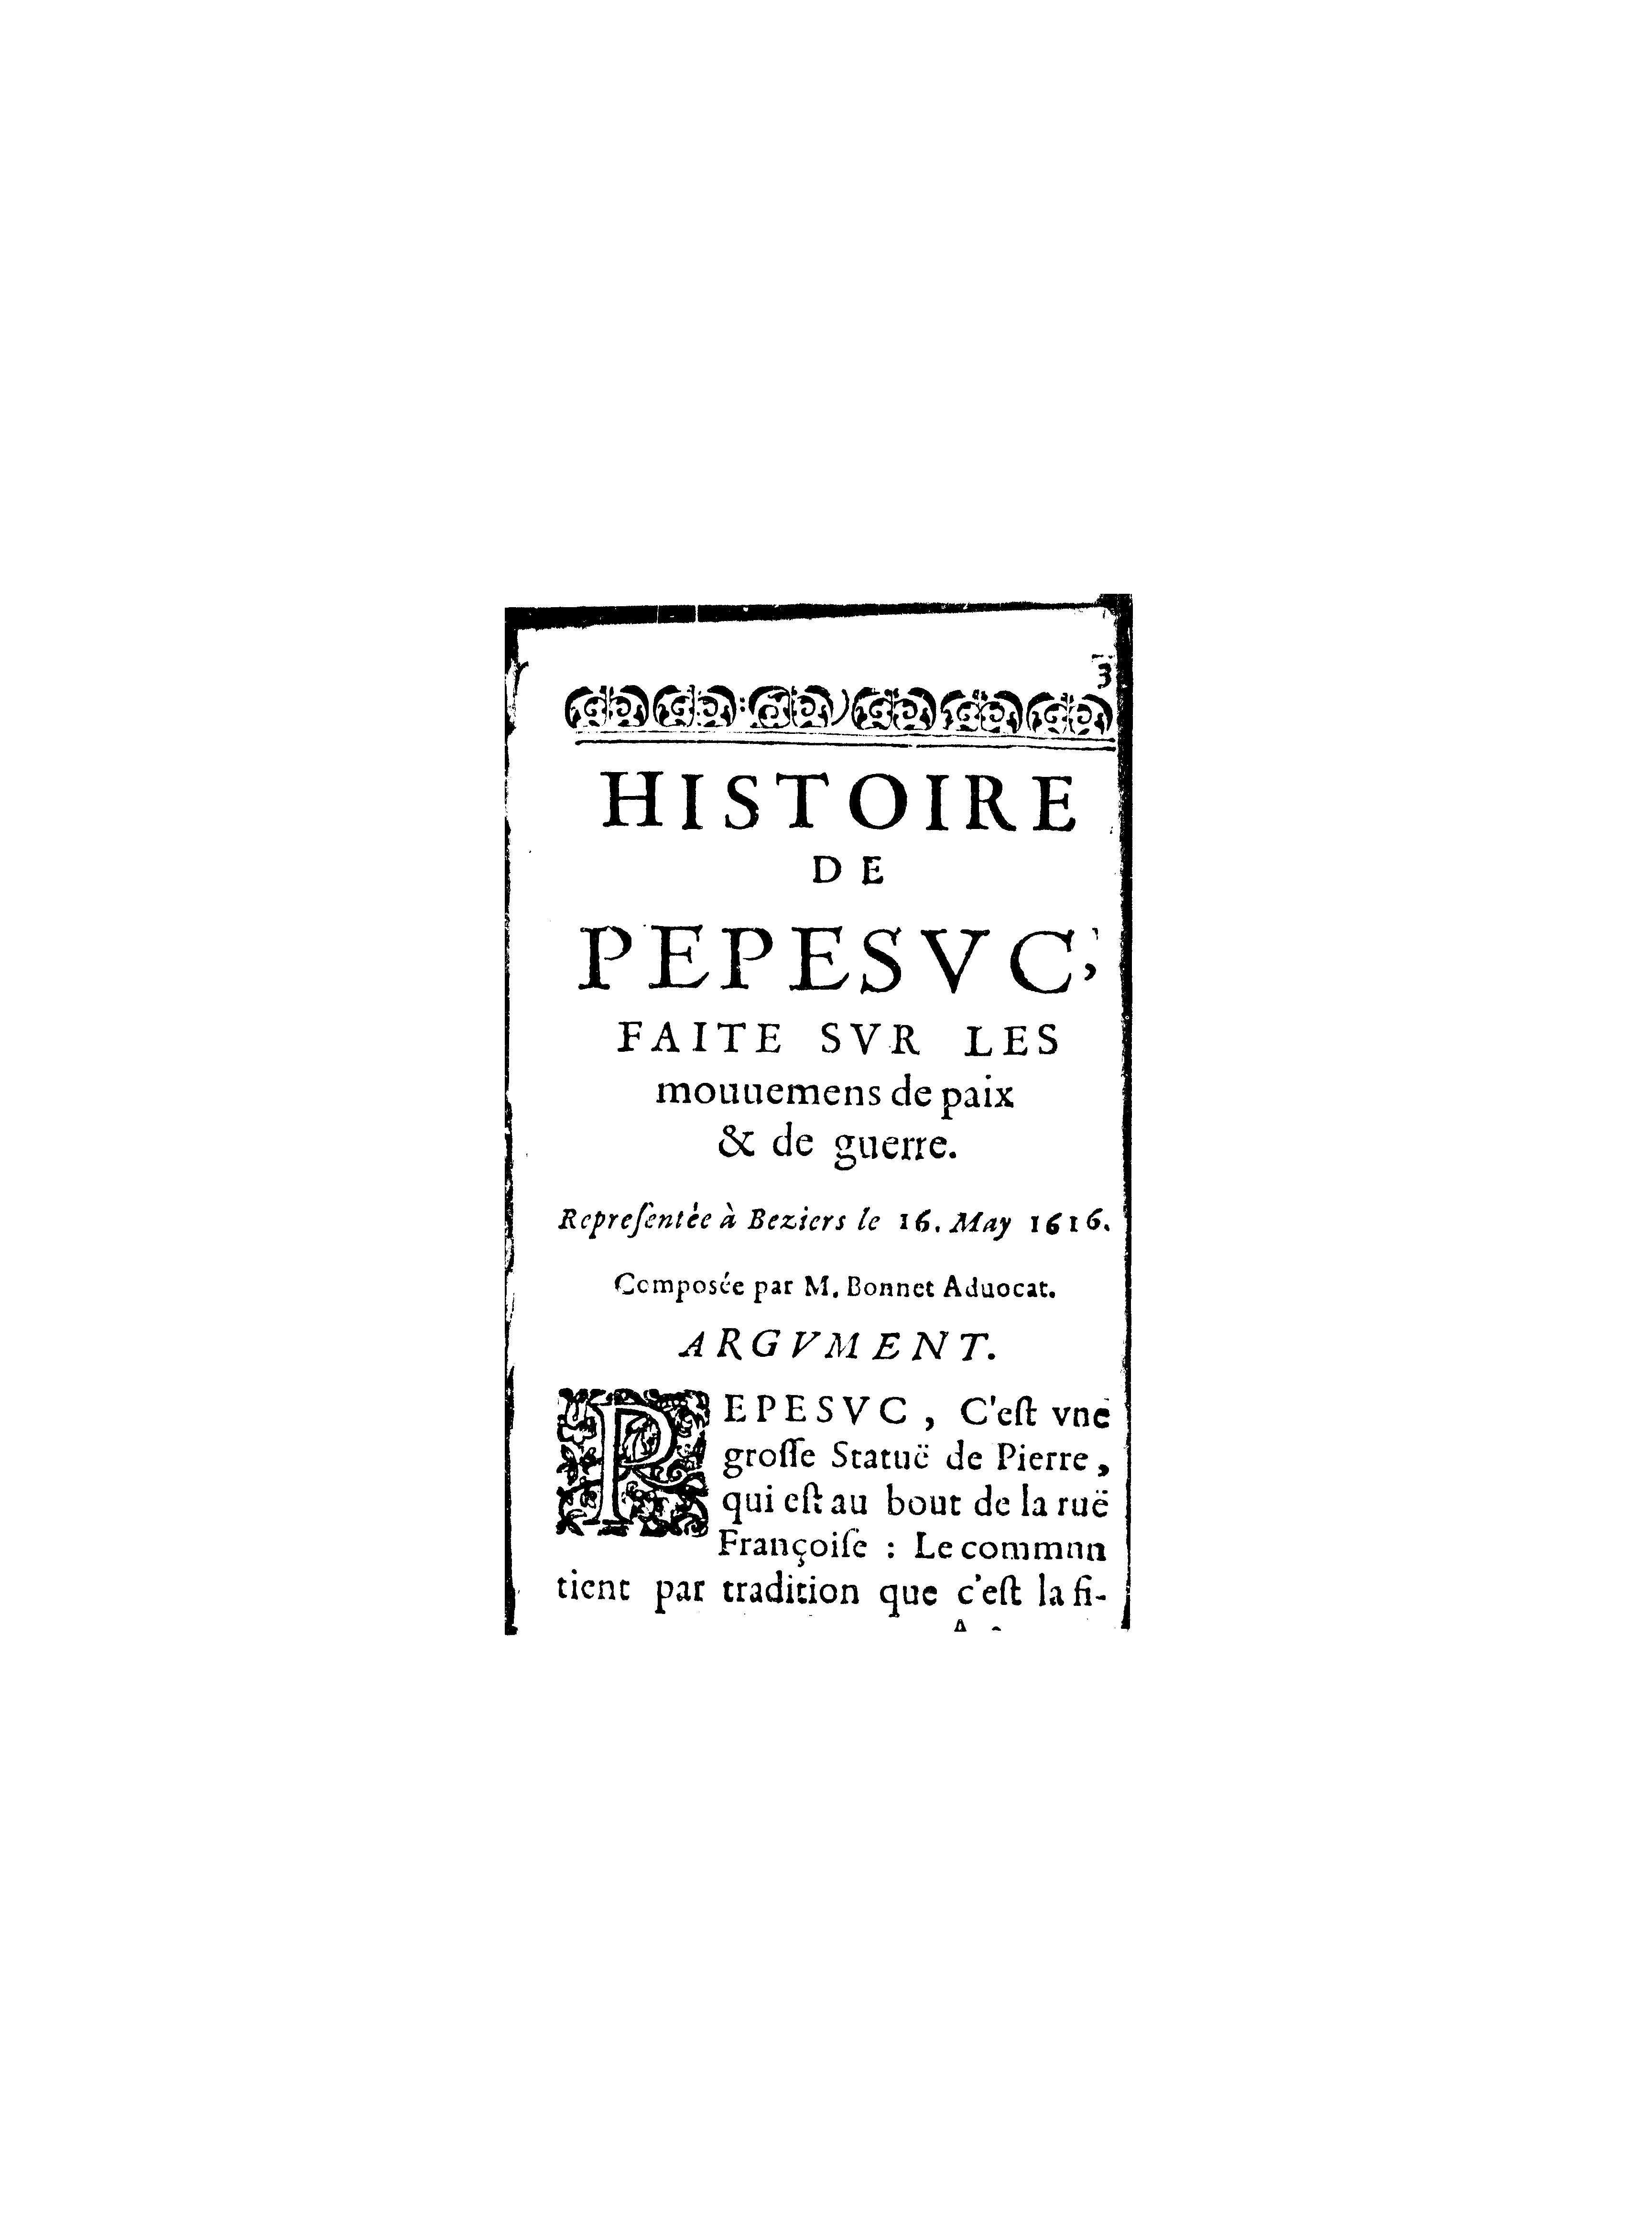 3
HISTOIRE
DE
PEPESVC,
FAITE SVR LES
mouuemens de paix
& de guerre.
Repreſentée à Beziers le 16. May 1616.
Composée par M. Bonnet Aduocat.
ARGVMENT.
PEPESVC, C'eſt vne
groſſe Statuë de Pierre,
qui eſt au bout de la ruë
Françoiſe : Le commnn
tient par tradition que c'eſt la fi-